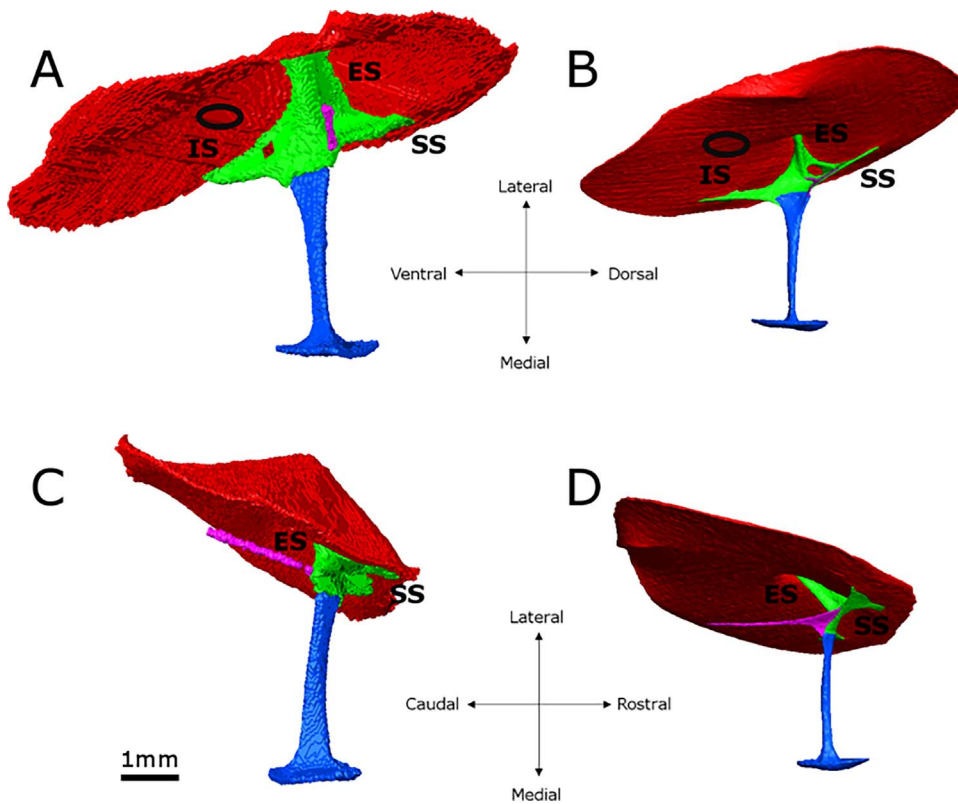 A
ES
IS
SS
B
ES
IS
SS
Lateral
Ventral
Dorsal
Medial
C
ES
SS
D
ES
SS
Lateral
Caudal
Rostral
Medial
1mm